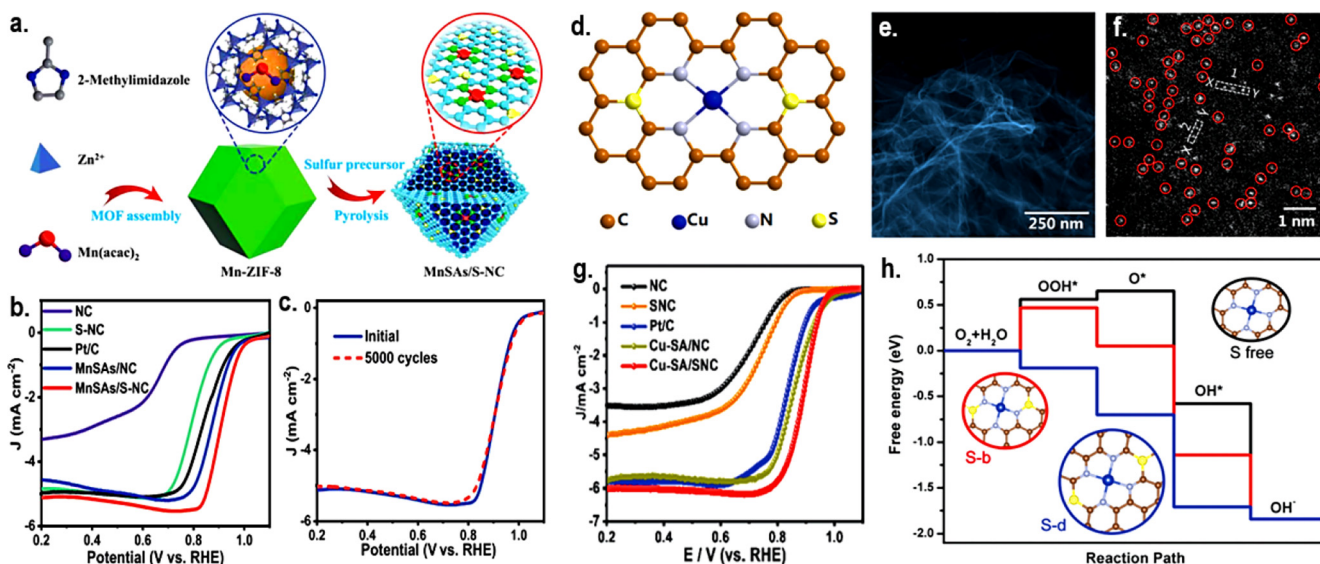 a.
2-Methylimidazole
Zn²⁺
MOF assembly
Mn(acac)₂
Mn-ZIF-8
Sulfur precursor
Pyrolysis
MnSAs/S-NC
b.
NC
S-NC
Pt/C
MnSAs/NC
MnSAs/S-NC
J (mA cm⁻²)
0
-2
-4
-6
0.2 0.4 0.6 0.8 1.0
Potential (V vs. RHE)
c.
Initial
5000 cycles
J (mA cm⁻²)
0
-2
-4
-6
0.2 0.4 0.6 0.8 1.0
Potential (V vs. RHE)
d.
C Cu N S
e.
250 nm
f.
1
X Y
2
X Y
1 nm
g.
NC
SNC
Pt/C
Cu-SA/NC
Cu-SA/SNC
J/mA cm⁻²
0
-1
-2
-3
-4
-5
-6
-7
0.2 0.4 0.6 0.8 1.0
E / V (vs. RHE)
h.
Free energy (eV)
1.0
0.5
0.0
-0.5
-1.0
-1.5
-2.0
O₂+H₂O
OOH*
O*
S free
OH*
S-b
S-d
OH⁻
Reaction Path